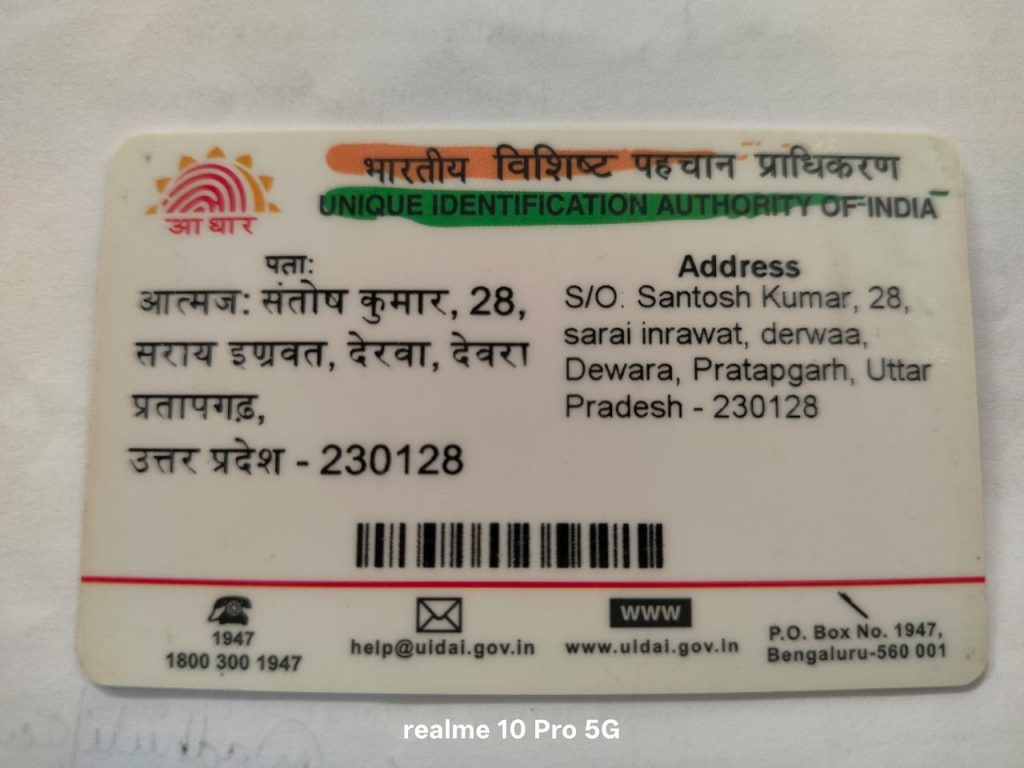 भारतीय विशिष्ट पहचान प्राधिकरण
UNIQUE IDENTIFICATION AUTHORITY OF INDIA
आधार
पता:
आत्मज: संतोष कुमार, 28,
सराय इण्रवत, देरवा, देवरा
प्रतापगढ़,
उत्तर प्रदेश - 230128
Address
S/O: Santosh Kumar, 28,
sarai inrawat, derwaa,
Dewara, Pratapgarh, Uttar
Pradesh - 230128
1947
1800 300 1947
help@uidai.gov.in
www
www.uidai.gov.in
P.O. Box No. 1947,
Bengaluru-560 001
realme 10 Pro 5G